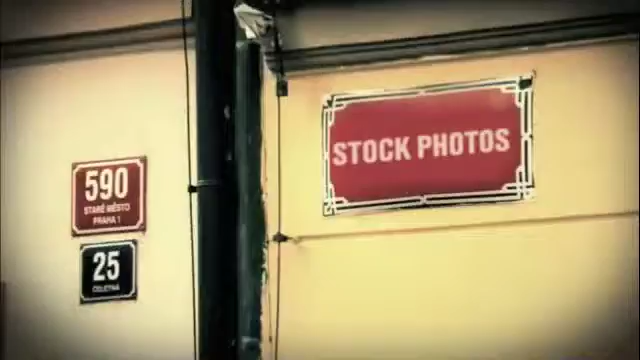 590
STARÉ MĚSTO
PRAHA 1
25
CELETNÁ
STOCK PHOTOS